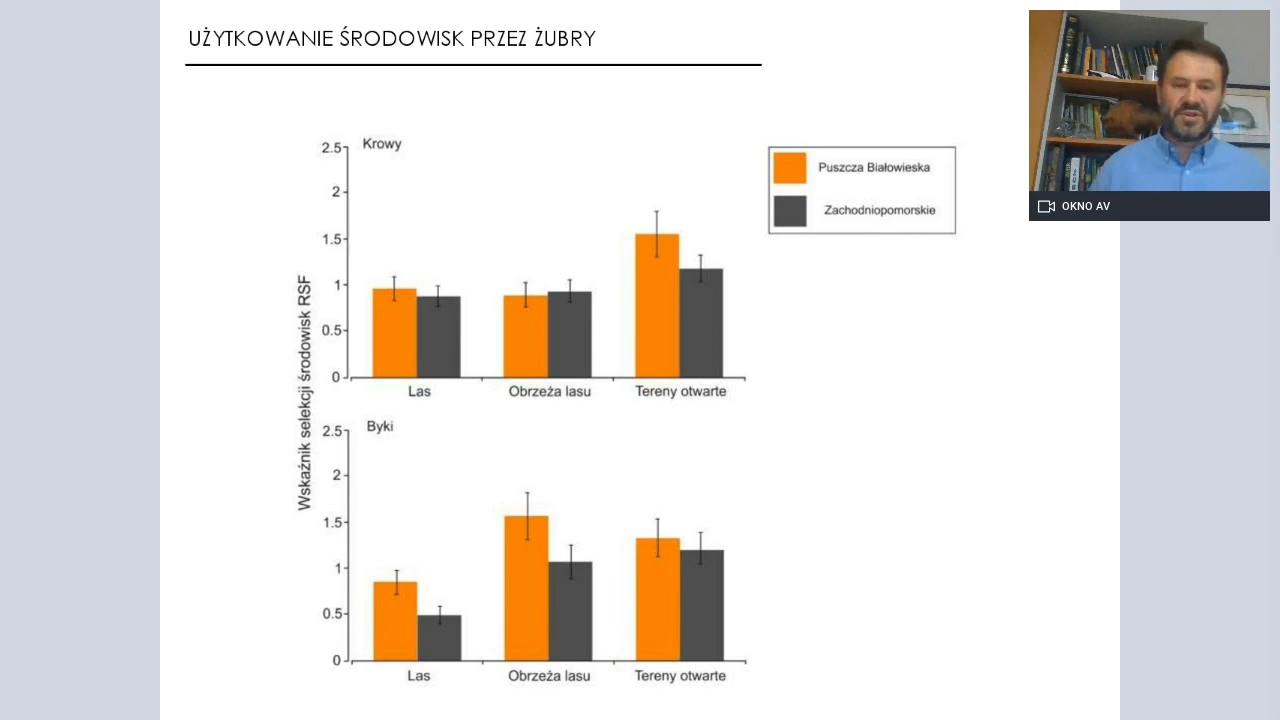 UŻYTKOWANIE ŚRODOWISK PRZEZ ŻUBRY
OKNO AV
Puszcza Białowieska
Zachodniopomorskie
Wskaźnik selekcji środowisk RSF
Krowy
2.5
2
1.5
1
0.5
0
Las Obrzeża lasu Tereny otwarte
Byki
2.5
2
1.5
1
0.5
0
Las Obrzeża lasu Tereny otwarte